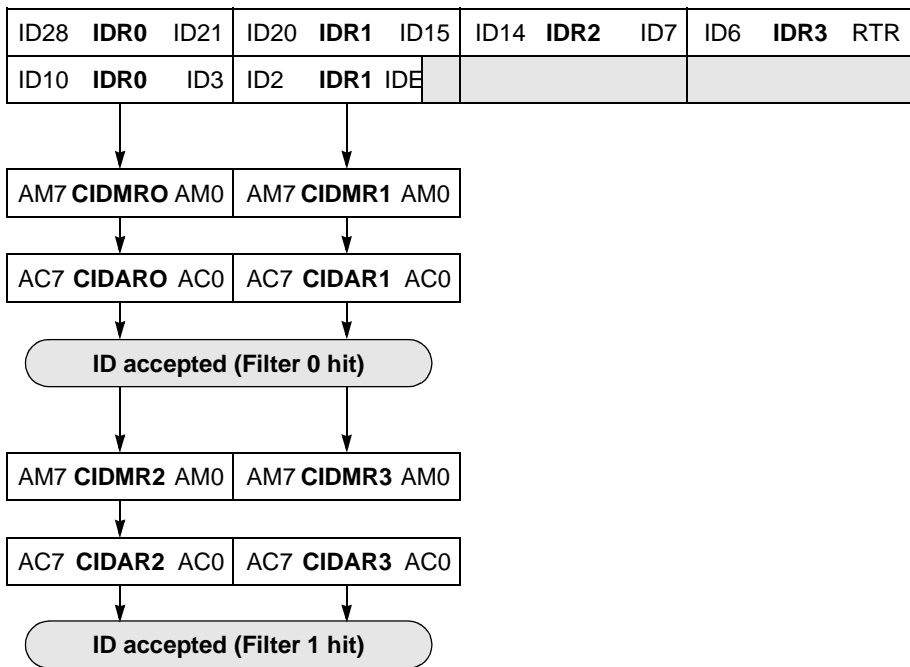 ID28 IDR0 ID21 ID20 IDR1 ID15 ID14 IDR2 ID7 ID6 IDR3 RTR
ID10 IDR0 ID3 ID2 IDR1 IDE
AM7 CIDMRO AM0 AM7 CIDMR1 AM0
AC7 CIDARO AC0 AC7 CIDAR1 AC0
ID accepted (Filter 0 hit)
AM7 CIDMR2 AM0 AM7 CIDMR3 AM0
AC7 CIDAR2 AC0 AC7 CIDAR3 AC0
ID accepted (Filter 1 hit)